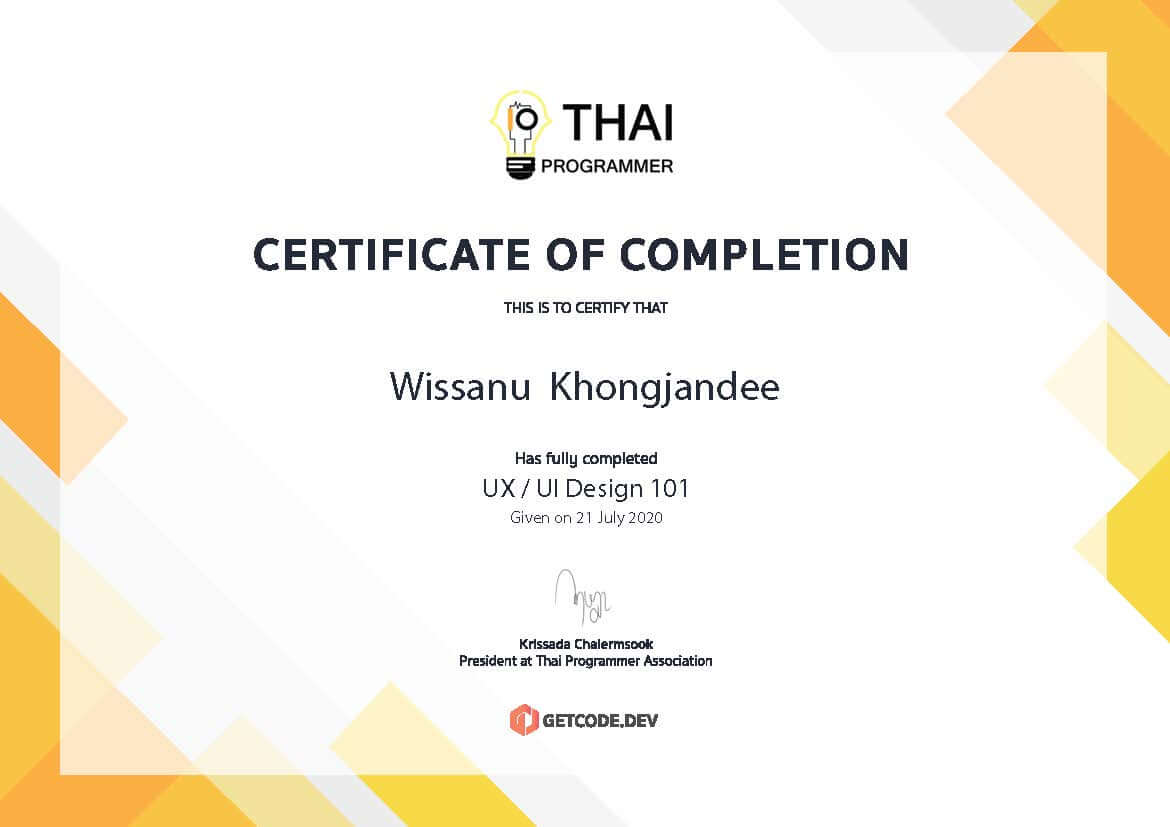 THAI
PROGRAMMER
CERTIFICATE OF COMPLETION
THIS IS TO CERTIFY THAT
Wissanu Khongjandee
Has fully completed
UX / UI Design 101
Given on 21 July 2020
Krissada Chalermsook
President at Thai Programmer Association
GETCODE.DEV